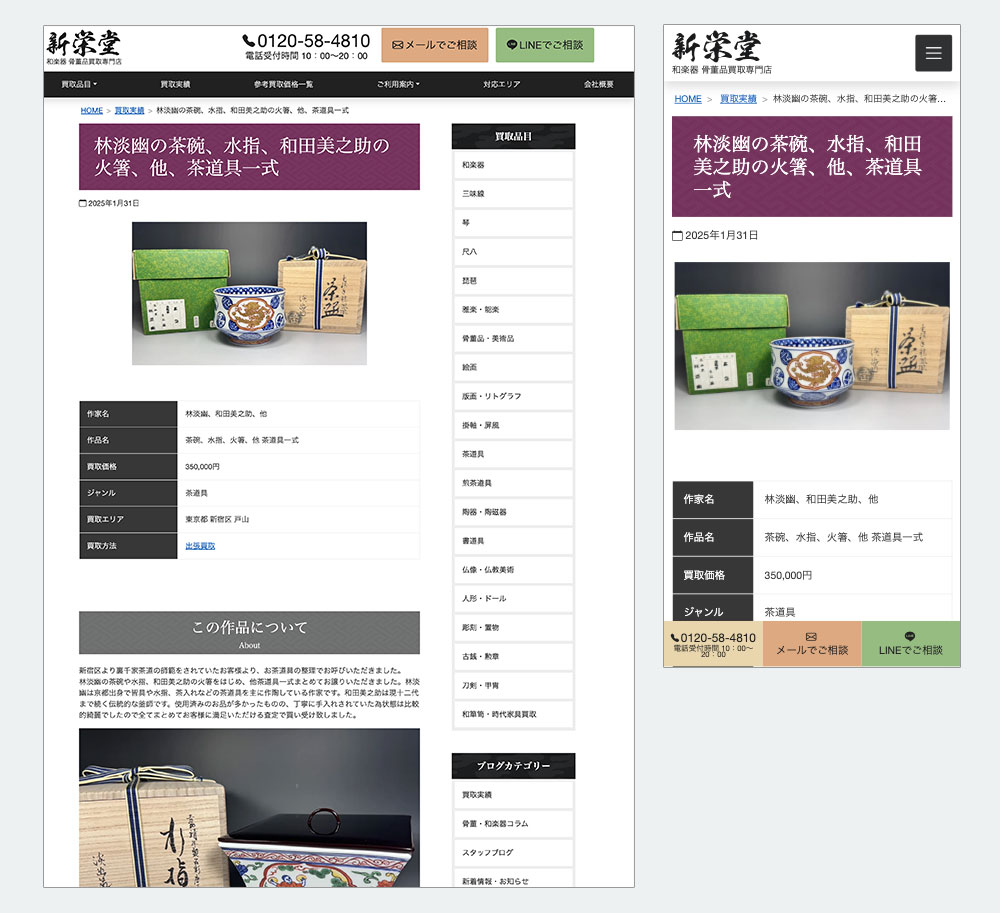 新栄堂
和楽器 骨董品買取専門店
0120-58-4810
電話受付時間 10:00〜20:00
メールでご相談
LINEでご相談
買取品目
買取実績
参考買取価格一覧
ご利用案内
対応エリア
会社概要
HOME > 買取実績 > 林淡幽の茶碗、水指、和田美之助の火箸、他、茶道具一式
林淡幽の茶碗、水指、和田美之助の
火箸、他、茶道具一式
2025年1月31日
茶盌
作家名 林淡幽、和田美之助、他
作品名 茶碗、水指、火箸、他 茶道具一式
買取価格 350,000円
ジャンル 茶道具
買取エリア 東京都 新宿区 戸山
買取方法 出張買取
この作品について
About
新宿区より裏千家茶道の師範をされていたお客様より、お茶道具の整理でお呼びいただきました。
林淡幽の茶碗や水指、和田美之助の火箸をはじめ、他茶道具一式まとめてお譲りいただきました。林淡
幽は京都出身で皆具や水指、茶入れなどの茶道具を主に作陶している作家です。和田美之助は現十二代
まで続く伝統的な釜師です。使用済みのお品が多かったものの、丁寧に手入れされていた為状態は比較
的綺麗でしたので全てまとめてお客様に満足いただける査定で買い受け致しました。
水指
買取品目
和楽器
三味線
琴
尺八
琵琶
雅楽・能楽
骨董品・美術品
絵画
版画・リトグラフ
掛軸・屏風
茶道具
煎茶道具
陶器・陶磁器
書道具
仏像・仏教美術
人形・ドール
彫刻・置物
古銭・勲章
刀剣・甲冑
和箪笥・時代家具買取
ブログカテゴリー
買取実績
骨董・和楽器コラム
スタッフブログ
新着情報・お知らせ
新栄堂
和楽器 骨董品買取専門店
HOME > 買取実績 > 林淡幽の茶碗、水指、和田美之助の火箸...
林淡幽の茶碗、水指、和田
美之助の火箸、他、茶道具
一式
2025年1月31日
茶盌
作家名 林淡幽、和田美之助、他
作品名 茶碗、水指、火箸、他 茶道具一式
買取価格 350,000円
ジャンル 茶道具
0120-58-4810
電話受付時間 10:00〜
20:00
メールでご相談
LINEでご相談